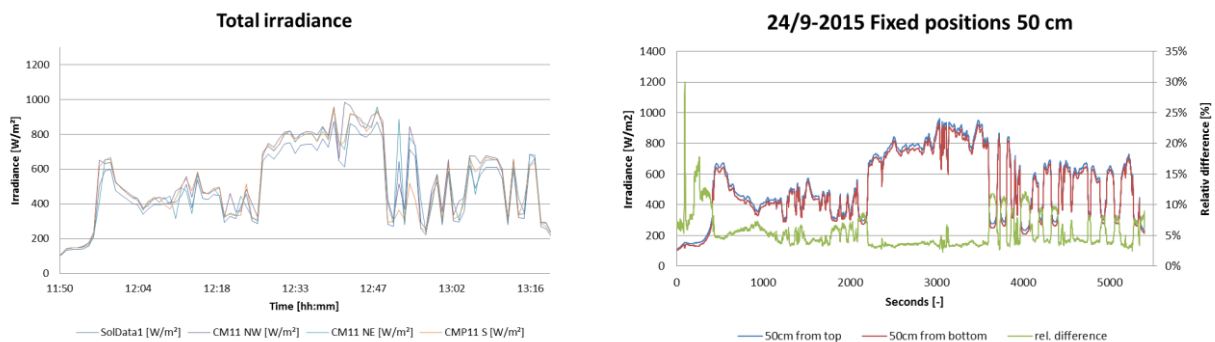 Total irradiance
Irradiance [W/m²]
1200
1000
800
600
400
200
0
11:50 12:04 12:18 12:33 12:47 13:02 13:16
Time [hh:mm]
SolData1 [W/m²] CM11 NW [W/m²] CM11 NE [W/m²] CMP11 S [W/m²]
24/9-2015 Fixed positions 50 cm
Irradiance [W/m2]
1400 35%
1200 30%
1000 25%
800 20%
600 15%
400 10%
200 5%
0 0%
Relativ difference [%]
0 1000 2000 3000 4000 5000
Seconds [-]
50cm from top 50cm from bottom rel. difference